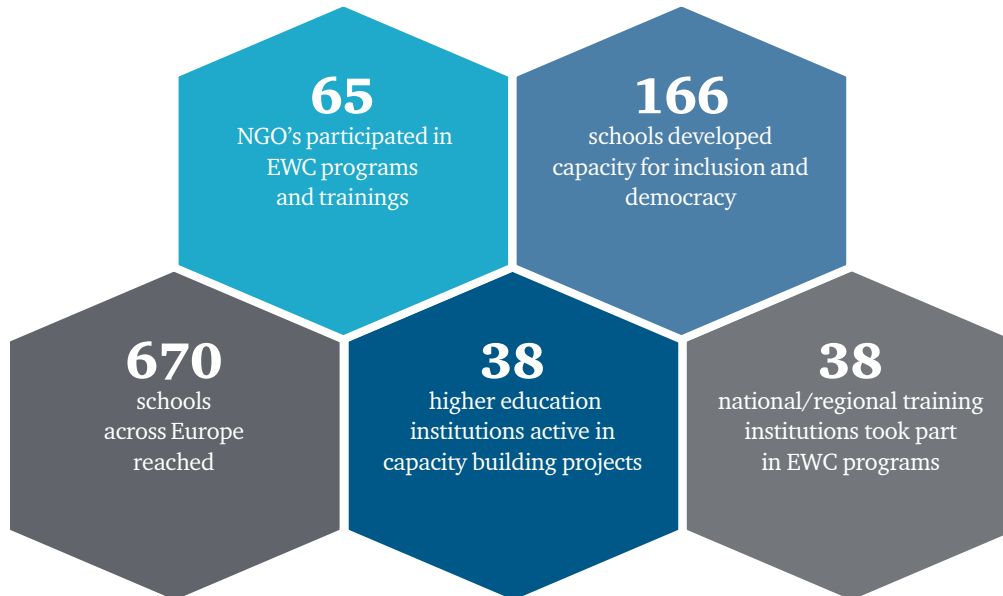 65
NGO’s participated in
EWC programs
and trainings
166
schools developed
capacity for inclusion and
democracy
670
schools
across Europe
reached
38
higher education
institutions active in
capacity building projects
38
national/regional training
institutions took part
in EWC programs